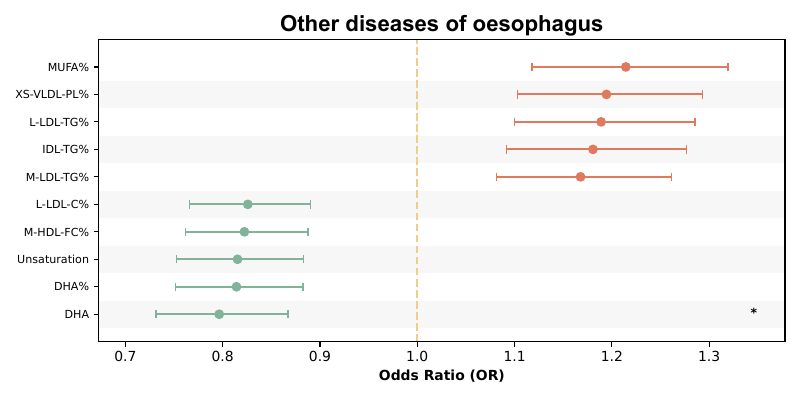 Other diseases of oesophagus
MUFA%
XS-VLDL-PL%
L-LDL-TG%
IDL-TG%
M-LDL-TG%
L-LDL-C%
M-HDL-FC%
Unsaturation
DHA%
DHA *
0.7 0.8 0.9 1.0 1.1 1.2 1.3
Odds Ratio (OR)